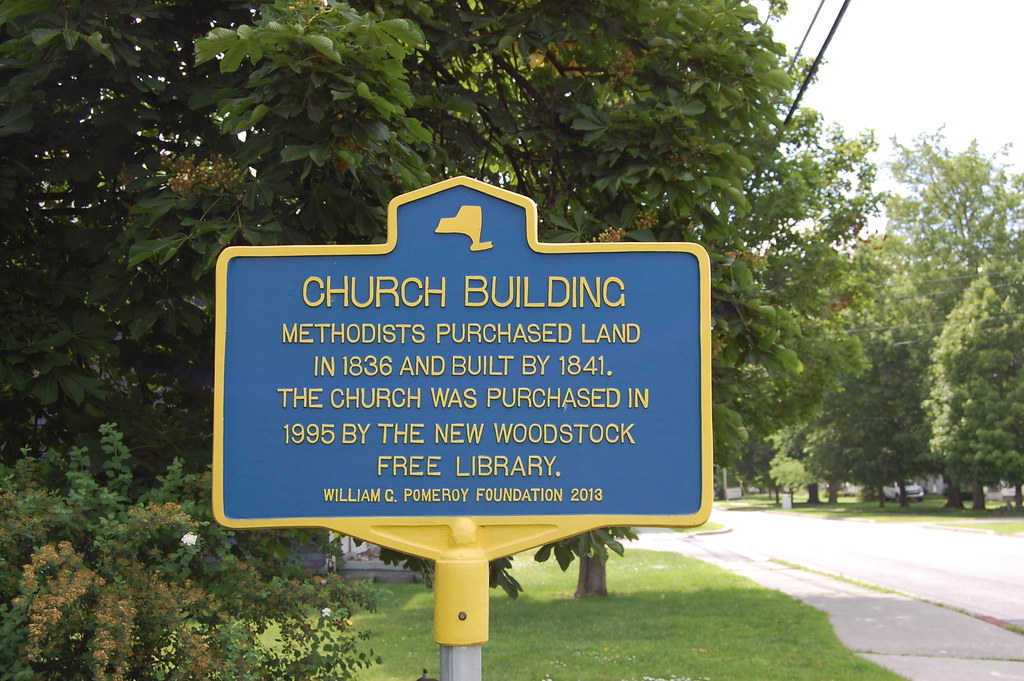 CHURCH BUILDING
METHODISTS PURCHASED LAND
IN 1836 AND BUILT BY 1841.
THE CHURCH WAS PURCHASED IN
1995 BY THE NEW WOODSTOCK
FREE LIBRARY.
WILLIAM G. POMEROY FOUNDATION 2013